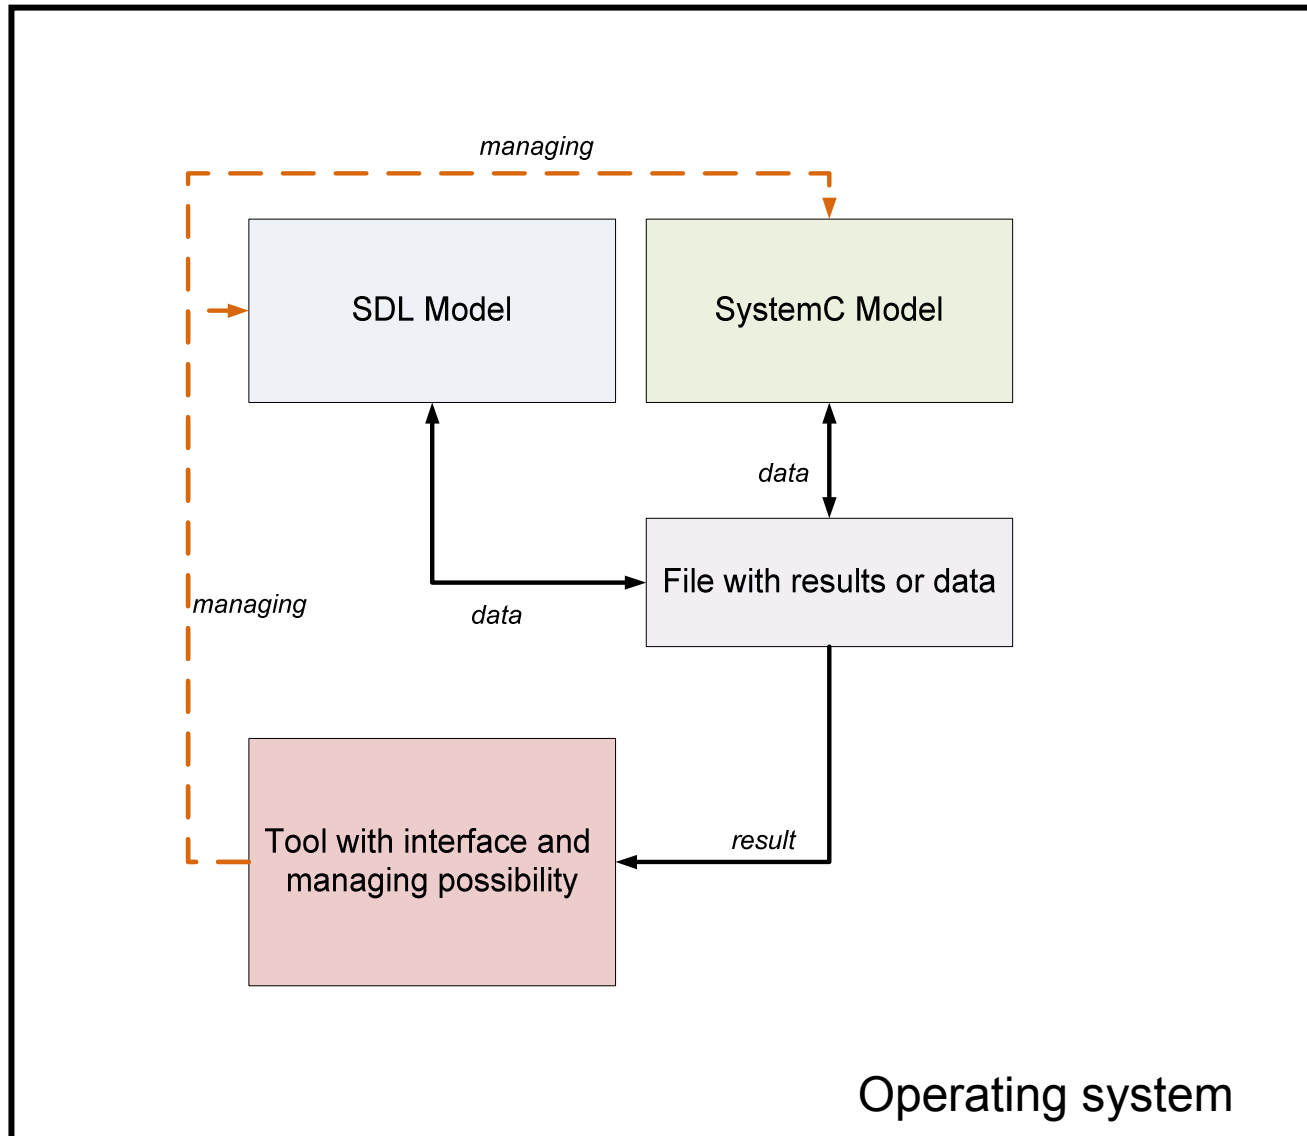 managing
SDL Model
SystemC Model
data
File with results or data
managing
data
Tool with interface and
managing possibility
result
Operating system